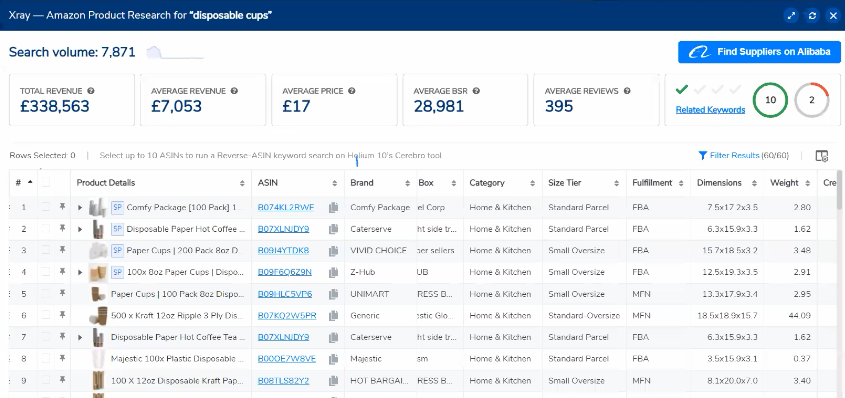 Xray — Amazon Product Research for “disposable cups”
Search volume: 7,871
Find Suppliers on Alibaba
TOTAL REVENUE
£338,563
AVERAGE REVENUE
£7,053
AVERAGE PRICE
£17
AVERAGE BSR
28,981
AVERAGE REVIEWS
395
Related Keywords
10
2
Rows Selected: 0 | Select up to 10 ASINs to run a Reverse-ASIN keyword search on Helium 10's Cerebro tool.
Filter Results (60/60)
# Product Details ASIN Brand Box Category Size Tier Fulfillment Dimensions Weight Cre
1 SP Comfy Package [100 Pack] 1 B074KL2RWF Comfy Package el Corp Home & Kitchen Standard Parcel FBA 7.5x17.2x3.5 2.80
2 SP Disposable Paper Hot Coffee ... B07XLNJDY9 Caterserve ht side tr... Home & Kitchen Standard Parcel FBA 6.3x15.9x3.3 1.62
3 SP Paper Cups | 200 Pack 8oz D... B09J4YTDK8 VIVID CHOICE per sellers Home & Kitchen Small Oversize FBA 15.7x18.5x3.2 3.48
4 SP 100x 8oz Paper Cups | Dispo... B09F6Q6Z9N Z-Hub UB Home & Kitchen Small Oversize FBA 12.5x19.3x3.5 2.91
5 Paper Cups | 100 Pack 8oz Dispo... B09HLC5VP6 UNIMART RESS B... Home & Kitchen Small Oversize MFN 13.3x17.9x3.4 2.95
6 500 x Kraft 12oz Ripple 3 Ply Dis... B07KQ2W5PR Generic stic Glo... Home & Kitchen Standard-Oversize MFN 18.5x18.9x15.7 44.09
7 Disposable Paper Hot Coffee Tea ... B07XLNJDY9 Caterserve ht side tr... Home & Kitchen Standard Parcel FBA 6.3x15.9x3.3 1.62
8 Majestic 100x Plastic Disposable ... B00OE7W8VE Majestic sm Home & Kitchen Standard Parcel FBA 3.5x15.9x3.1 0.37
9 100 X 12oz Disposable Kraft Pap... B08TLS82Y2 HOT BARGAI... RESS B... Home & Kitchen Small Oversize MFN 8.1x20.0x7.0 3.40